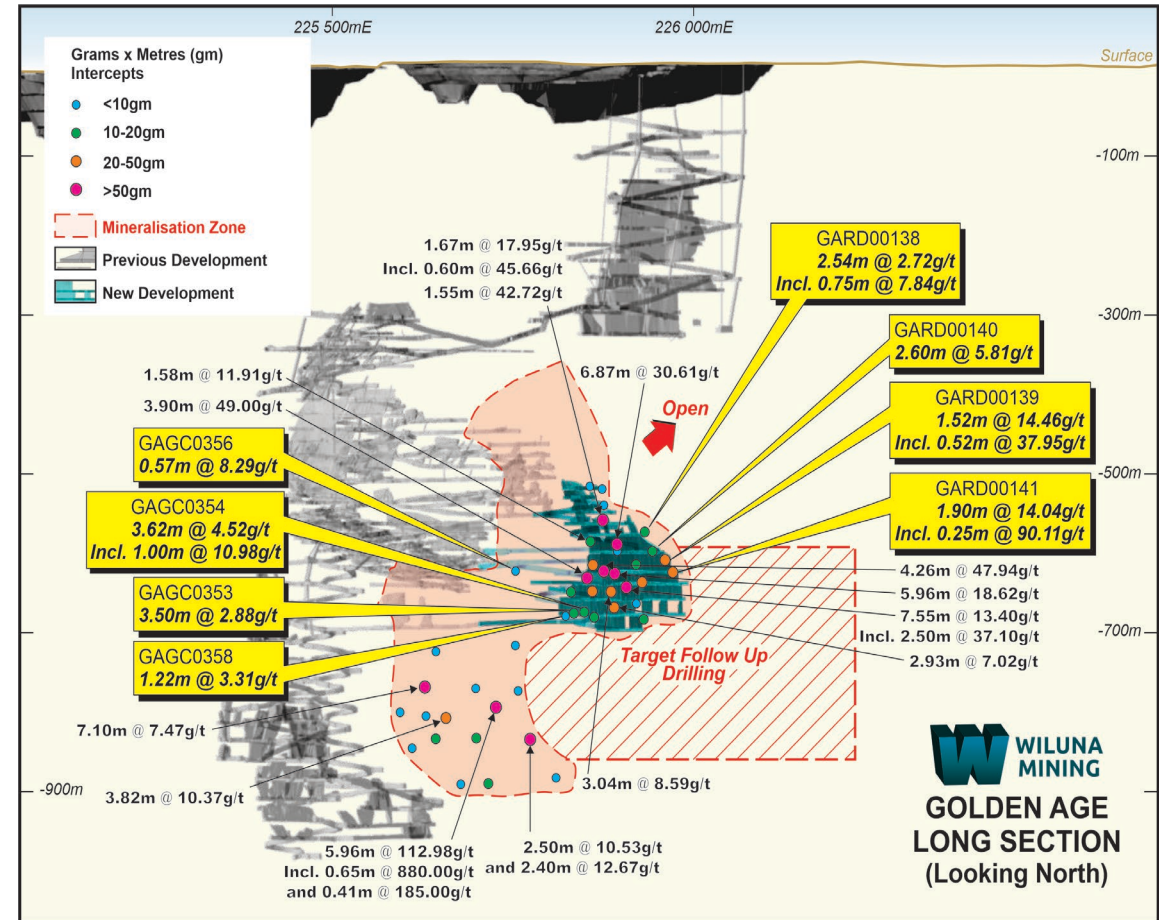 225 500mE
226 000mE
Surface
Grams x Metres (gm)
Intercepts
<10gm
10-20gm
20-50gm
>50gm
Mineralisation Zone
Previous Development
New Development
-100m
-300m
-500m
-700m
-900m
1.67m @ 17.95g/t
Incl. 0.60m @ 45.66g/t
1.55m @ 42.72g/t
GARD00138
2.54m @ 2.72g/t
Incl. 0.75m @ 7.84g/t
GARD00140
2.60m @ 5.81g/t
GARD00139
1.52m @ 14.46g/t
Incl. 0.52m @ 37.95g/t
GARD00141
1.90m @ 14.04g/t
Incl. 0.25m @ 90.11g/t
6.87m @ 30.61g/t
Open
1.58m @ 11.91g/t
3.90m @ 49.00g/t
GAGC0356
0.57m @ 8.29g/t
GAGC0354
3.62m @ 4.52g/t
Incl. 1.00m @ 10.98g/t
GAGC0353
3.50m @ 2.88g/t
GAGC0358
1.22m @ 3.31g/t
4.26m @ 47.94g/t
5.96m @ 18.62g/t
7.55m @ 13.40g/t
Incl. 2.50m @ 37.10g/t
2.93m @ 7.02g/t
Target Follow Up
Drilling
7.10m @ 7.47g/t
3.82m @ 10.37g/t
3.04m @ 8.59g/t
5.96m @ 112.98g/t
Incl. 0.65m @ 880.00g/t
and 0.41m @ 185.00g/t
2.50m @ 10.53g/t
and 2.40m @ 12.67g/t
WILUNA
MINING
GOLDEN AGE
LONG SECTION
(Looking North)